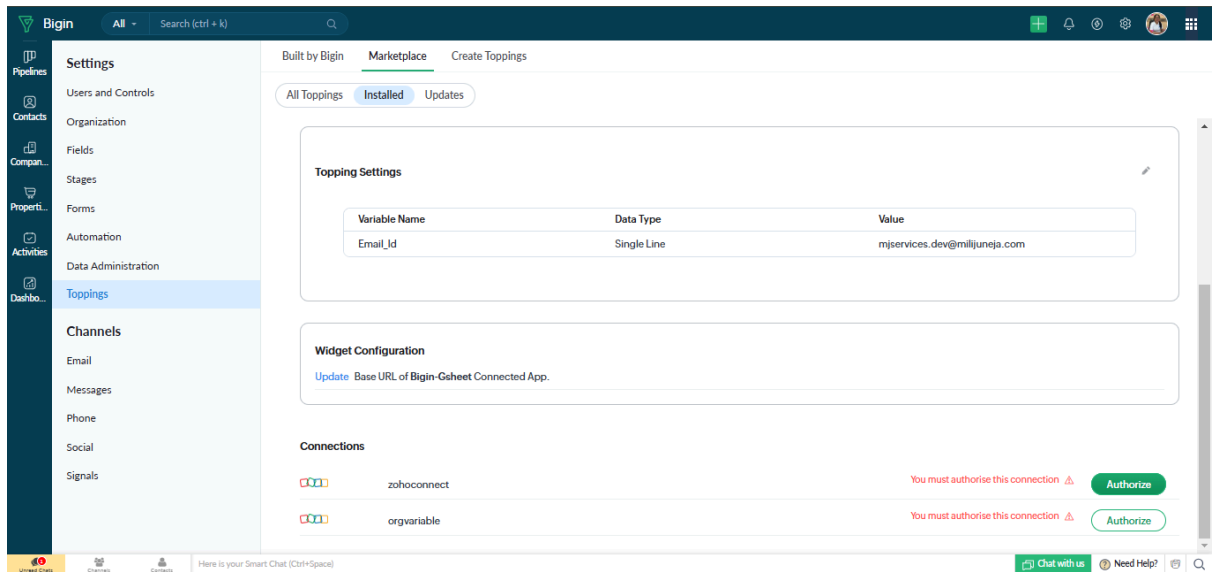 Bigin
All
Search (ctrl + k)
Pipelines
Contacts
Compan...
Properti...
Activities
Dashbo...
Settings
Users and Controls
Organization
Fields
Stages
Forms
Automation
Data Administration
Toppings
Channels
Email
Messages
Phone
Social
Signals
Built by Bigin Marketplace Create Toppings
All Toppings Installed Updates
Topping Settings
Variable Name Data Type Value
Email_Id Single Line mjservices.dev@milijuneja.com
Widget Configuration
Update Base URL of Bigin-Gsheet Connected App.
Connections
zohoconnect You must authorise this connection Authorize
orgvariable You must authorise this connection Authorize
Unread Chats Channels Contacts Here is your Smart Chat (Ctrl+Space) Chat with us Need Help?